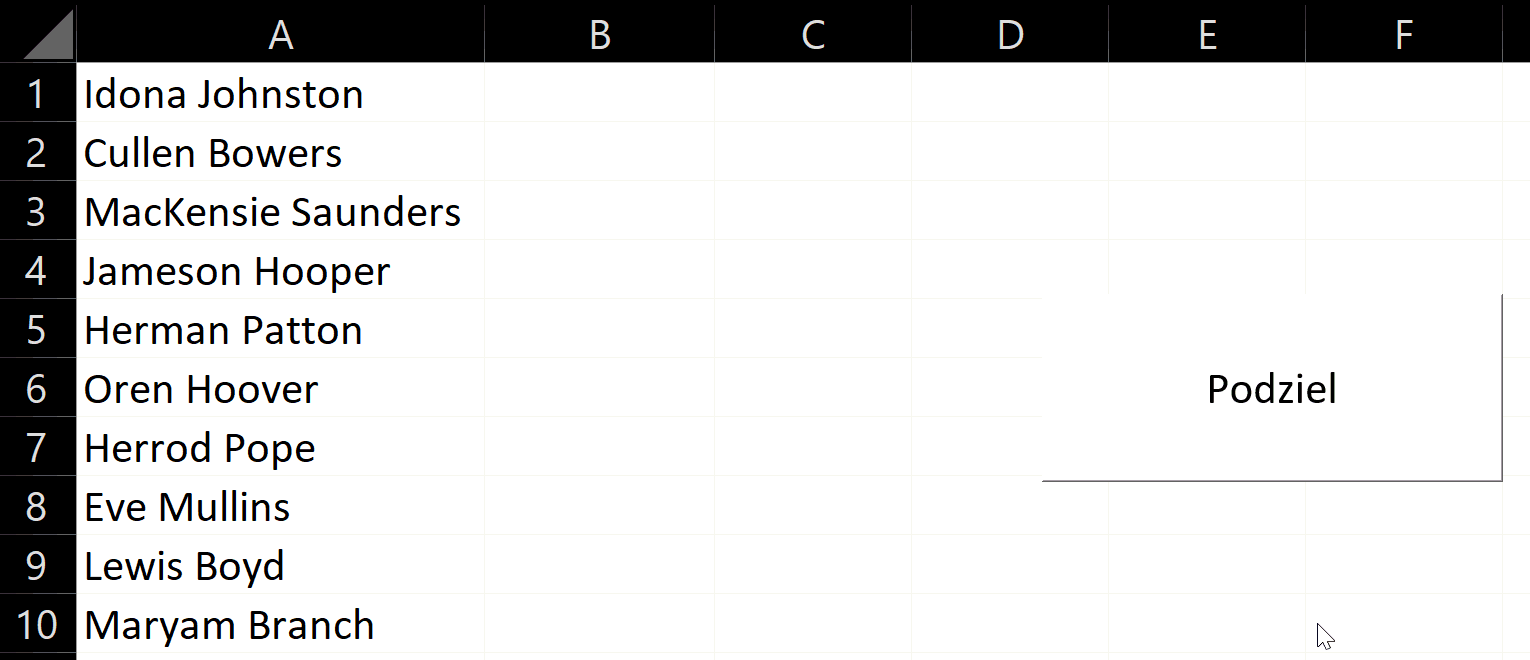 A B C D E F
1 Idona Johnston
2 Cullen Bowers
3 MacKensie Saunders
4 Jameson Hooper
5 Herman Patton
6 Oren Hoover
Podziel
7 Herrod Pope
8 Eve Mullins
9 Lewis Boyd
10 Maryam Branch